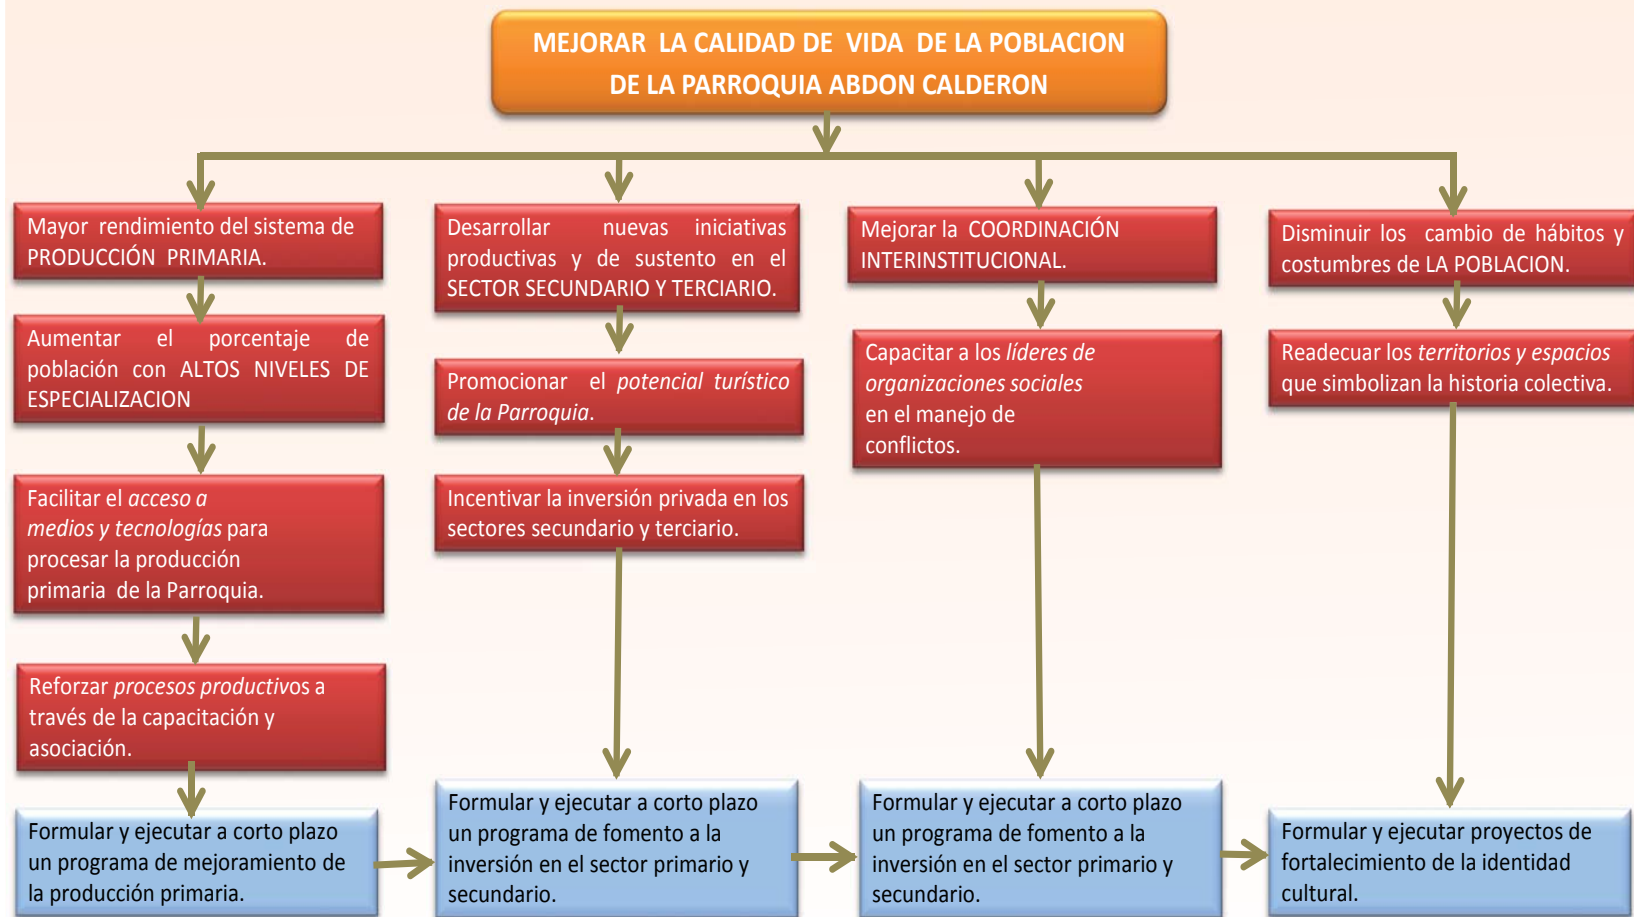 MEJORAR LA CALIDAD DE VIDA DE LA POBLACION
DE LA PARROQUIA ABDON CALDERON
Mayor rendimiento del sistema de
PRODUCCIÓN PRIMARIA.
Aumentar el porcentaje de
población con ALTOS NIVELES DE
ESPECIALIZACION
Facilitar el acceso a
medios y tecnologías para
procesar la producción
primaria de la Parroquia.
Reforzar procesos productivos a
través de la capacitación y
asociación.
Formular y ejecutar a corto plazo
un programa de mejoramiento de
la producción primaria.
Desarrollar nuevas iniciativas
productivas y de sustento en el
SECTOR SECUNDARIO Y TERCIARIO.
Promocionar el potencial turístico
de la Parroquia.
Incentivar la inversión privada en los
sectores secundario y terciario.
Formular y ejecutar a corto plazo
un programa de fomento a la
inversión en el sector primario y
secundario.
Mejorar la COORDINACIÓN
INTERINSTITUCIONAL.
Capacitar a los líderes de
organizaciones sociales
en el manejo de
conflictos.
Formular y ejecutar a corto plazo
un programa de fomento a la
inversión en el sector primario y
secundario.
Disminuir los cambio de hábitos y
costumbres de LA POBLACION.
Readecuar los territorios y espacios
que simbolizan la historia colectiva.
Formular y ejecutar proyectos de
fortalecimiento de la identidad
cultural.